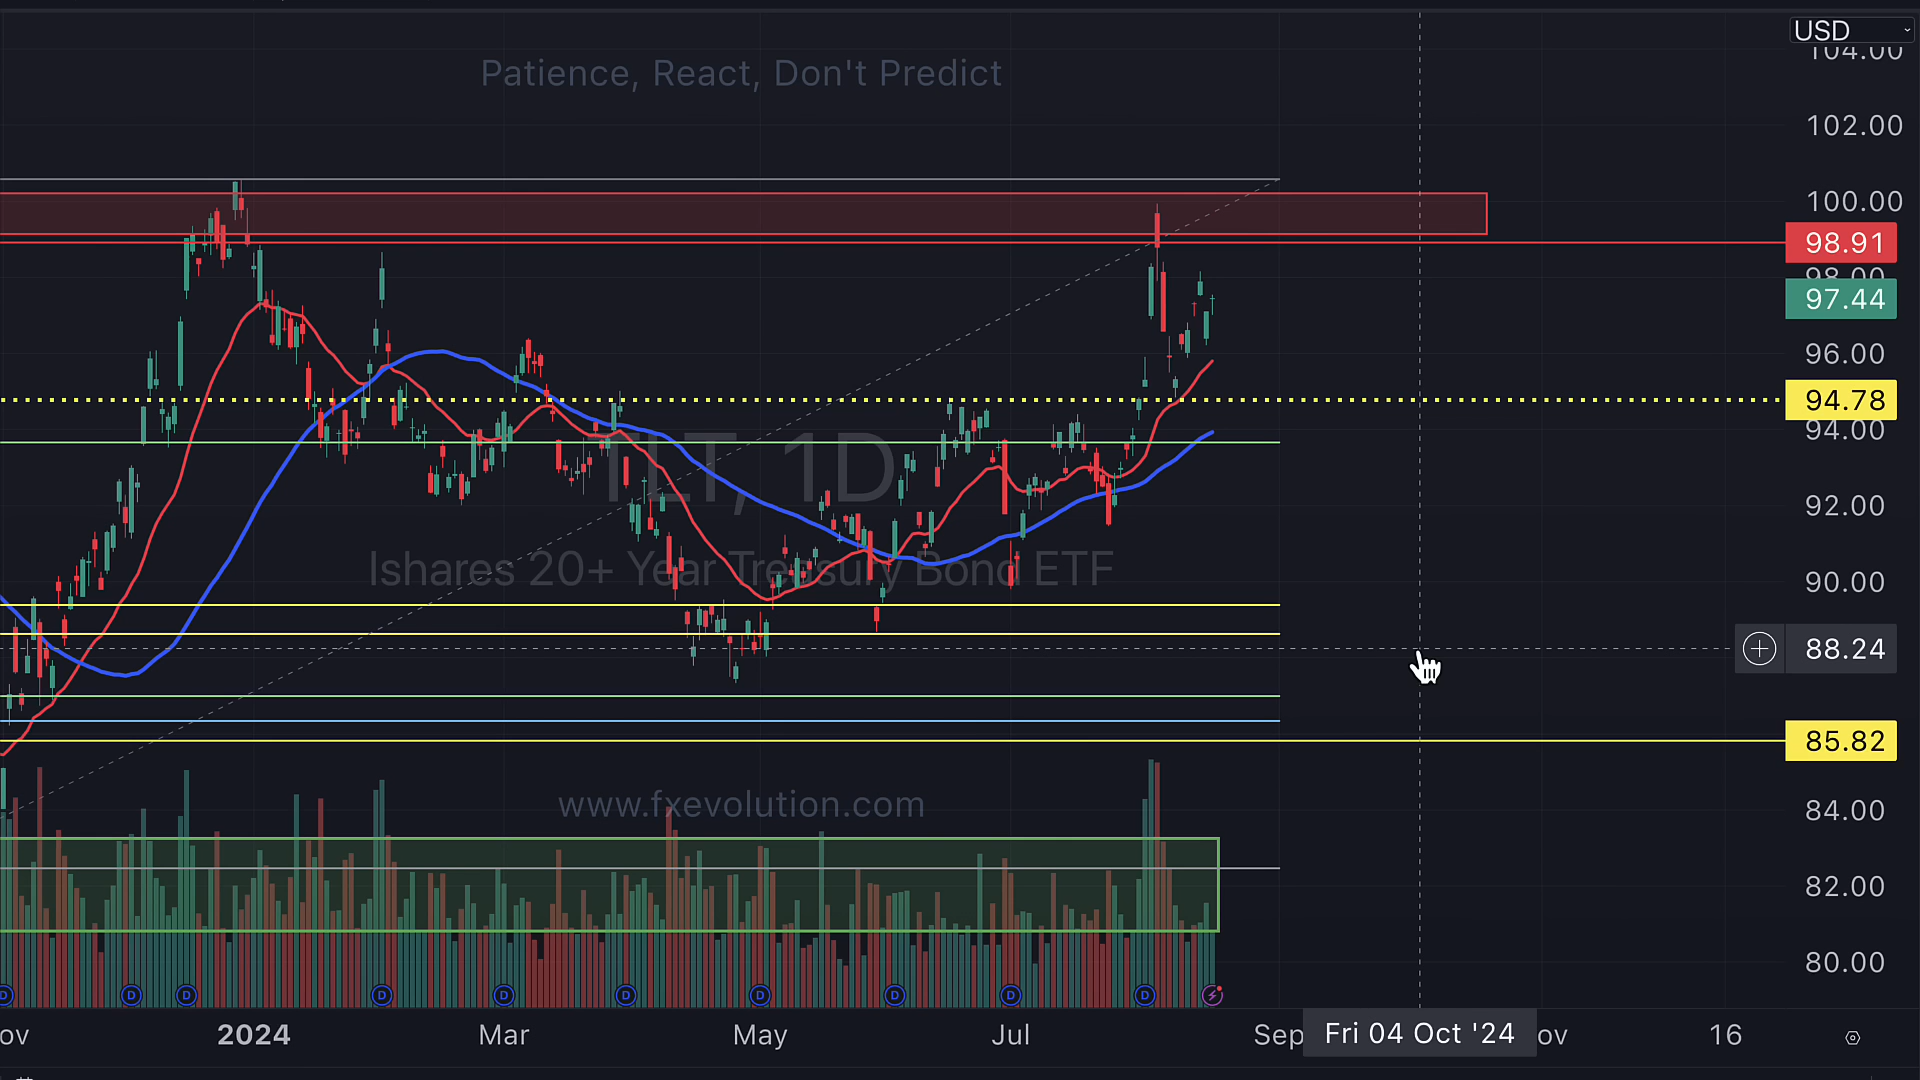 USD
104.00
Patience, React, Don't Predict
102.00
100.00
98.91
98.00
97.44
96.00
94.78
94.00
TLT, 1D
92.00
Ishares 20+ Year Treasury Bond ETF
90.00
88.24
85.82
www.fxevolution.com
84.00
82.00
80.00
D D D D D D D D D D
ov 2024 Mar May Jul Sep Fri 04 Oct '24 ov 16